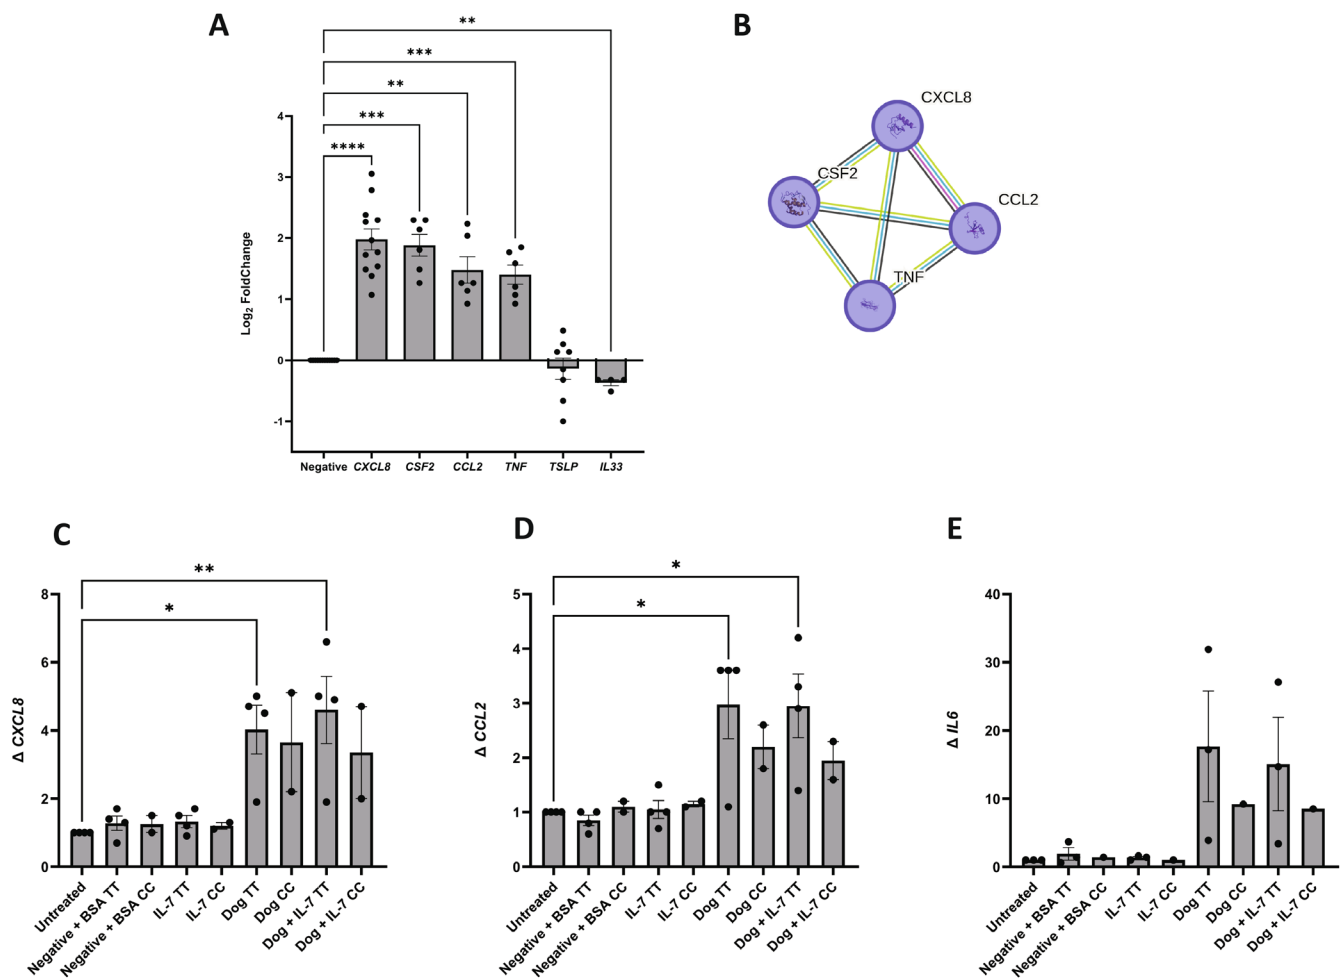 A
B
**
***
**
***
****
4
3
2
1
0
-1
Log2 FoldChange
Negative CXCL8 CSF2 CCL2 TNF TSLP IL33
CXCL8
CSF2
CCL2
TNF
C
D
E
**
*
8
6
4
2
0
Δ CXCL8
Untreated
Negative + BSA TT
Negative + BSA CC
IL-7 TT
IL-7 CC
Dog TT
Dog CC
Dog + IL-7 TT
Dog + IL-7 CC
*
*
5
4
3
2
1
0
Δ CCL2
Untreated
Negative + BSA TT
Negative + BSA CC
IL-7 TT
IL-7 CC
Dog TT
Dog CC
Dog + IL-7 TT
Dog + IL-7 CC
40
30
20
10
0
Δ IL6
Untreated
Negative + BSA TT
Negative + BSA CC
IL-7 TT
IL-7 CC
Dog TT
Dog CC
Dog + IL-7 TT
Dog + IL-7 CC